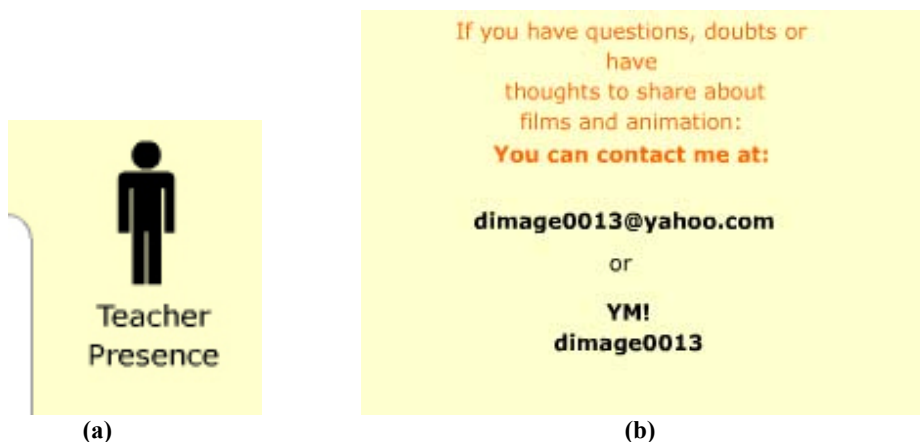 Teacher
Presence
(a)
If you have questions, doubts or
have
thoughts to share about
films and animation:
You can contact me at:
dimage0013@yahoo.com
or
YM!
dimage0013
(b)